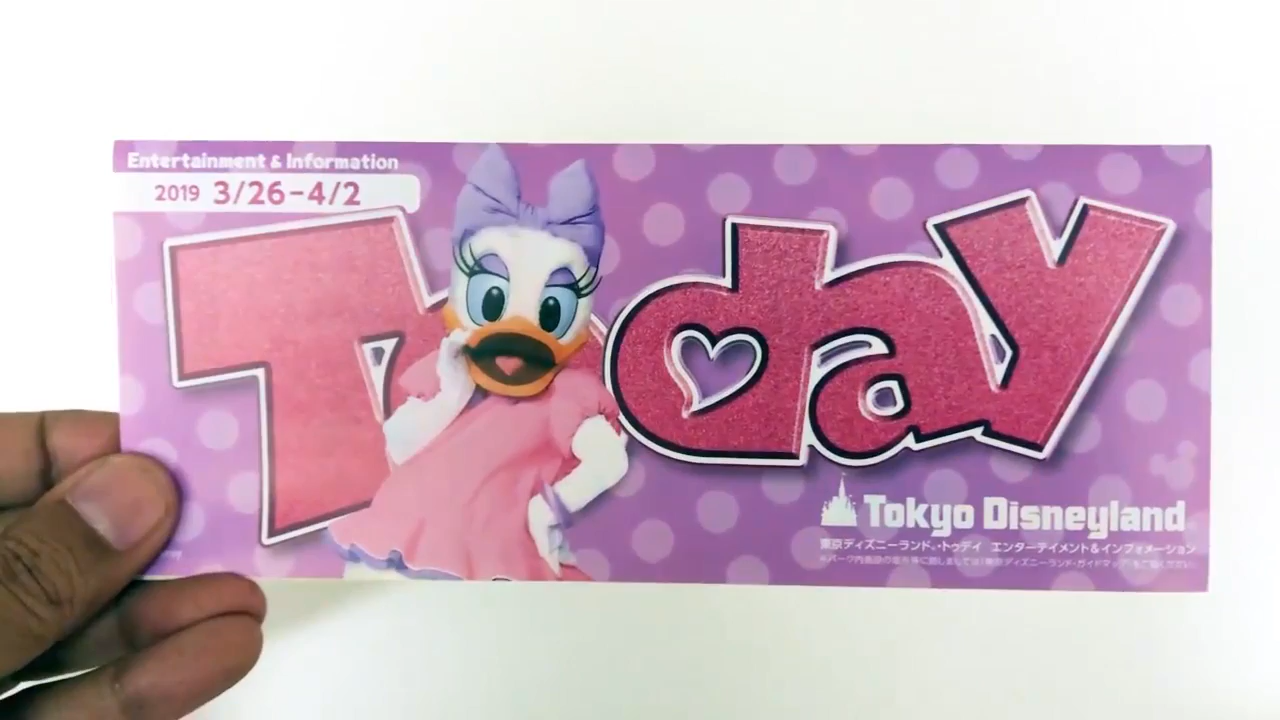 Entertainment & Information
2019 3/26-4/2
Today
Tokyo Disneyland
東京ディズニーランド・トゥデイ エンターテイメント&インフォメーション